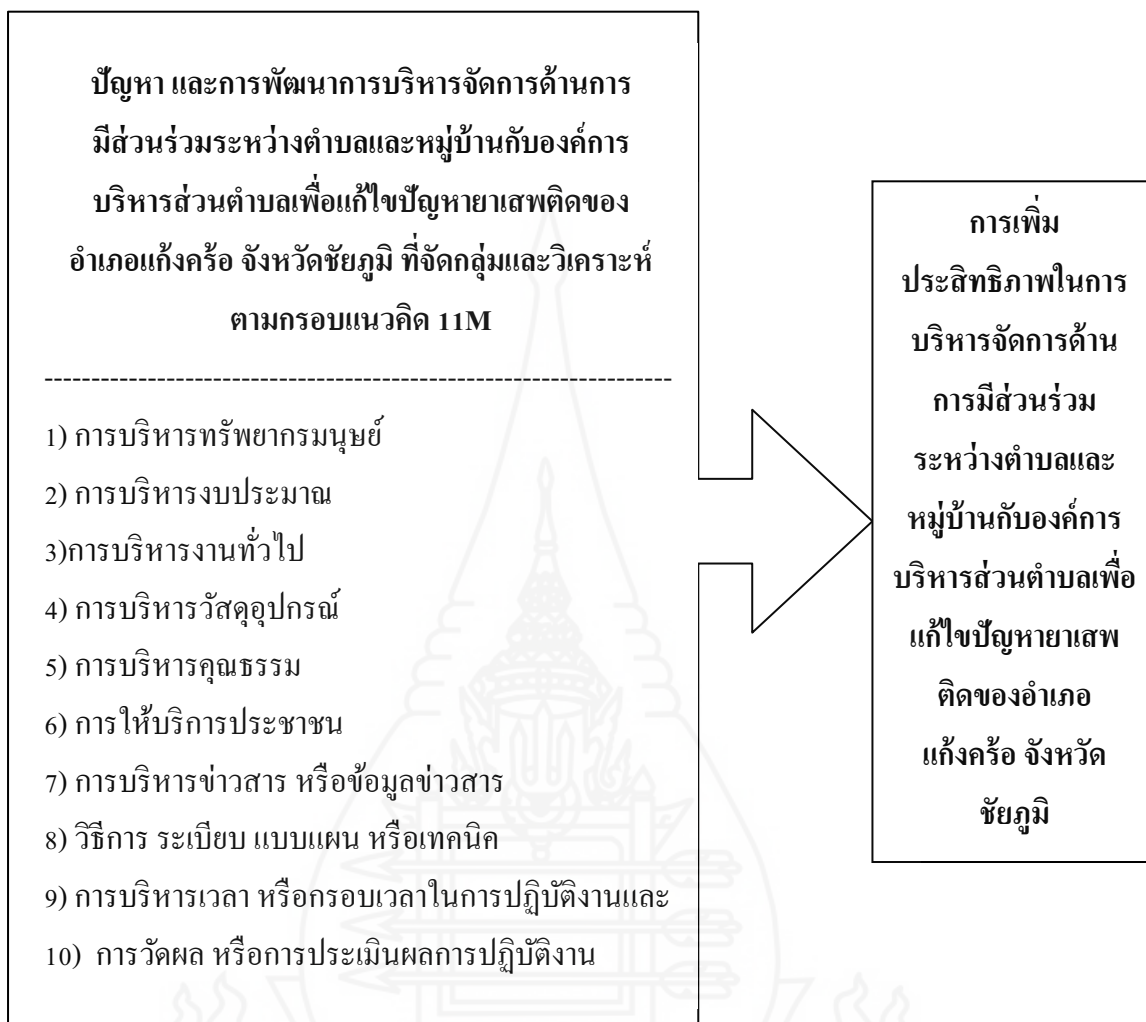 ปัญหา และการพัฒนาการบริหารจัดการด้านการ
มีส่วนร่วมระหว่างตำบลและหมู่บ้านกับองค์การ
บริหารส่วนตำบลเพื่อแก้ไขปัญหายาเสพติดของ
อำเภอแก้งคร้อ จังหวัดชัยภูมิ ที่จัดกลุ่มและวิเคราะห์
ตามกรอบแนวคิด 11M
-------------------------------------------------------------------
1) การบริหารทรัพยากรมนุษย์
2) การบริหารงบประมาณ
3)การบริหารงานทั่วไป
4) การบริหารวัสดุอุปกรณ์
5) การบริหารคุณธรรม
6) การให้บริการประชาชน
7) การบริหารข่าวสาร หรือข้อมูลข่าวสาร
8) วิธีการ ระเบียบ แบบแผน หรือเทคนิค
9) การบริหารเวลา หรือกรอบเวลาในการปฏิบัติงานและ
10) การวัดผล หรือการประเมินผลการปฏิบัติงาน
การเพิ่ม
ประสิทธิภาพในการ
บริหารจัดการด้าน
การมีส่วนร่วม
ระหว่างตำบลและ
หมู่บ้านกับองค์การ
บริหารส่วนตำบลเพื่อ
แก้ไขปัญหายาเสพ
ติดของอำเภอ
แก้งคร้อ จังหวัด
ชัยภูมิ